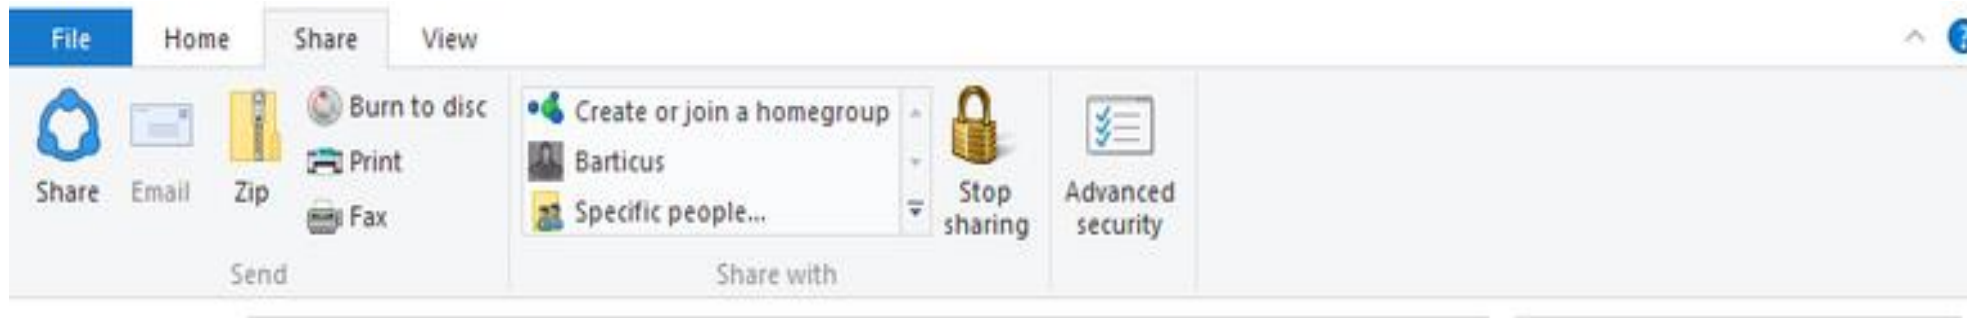 File Home Share View
?
Share
Email
Zip
Burn to disc
Print
Fax
Send
Create or join a homegroup
Barticus
Specific people...
Stop
sharing
Share with
Advanced
security